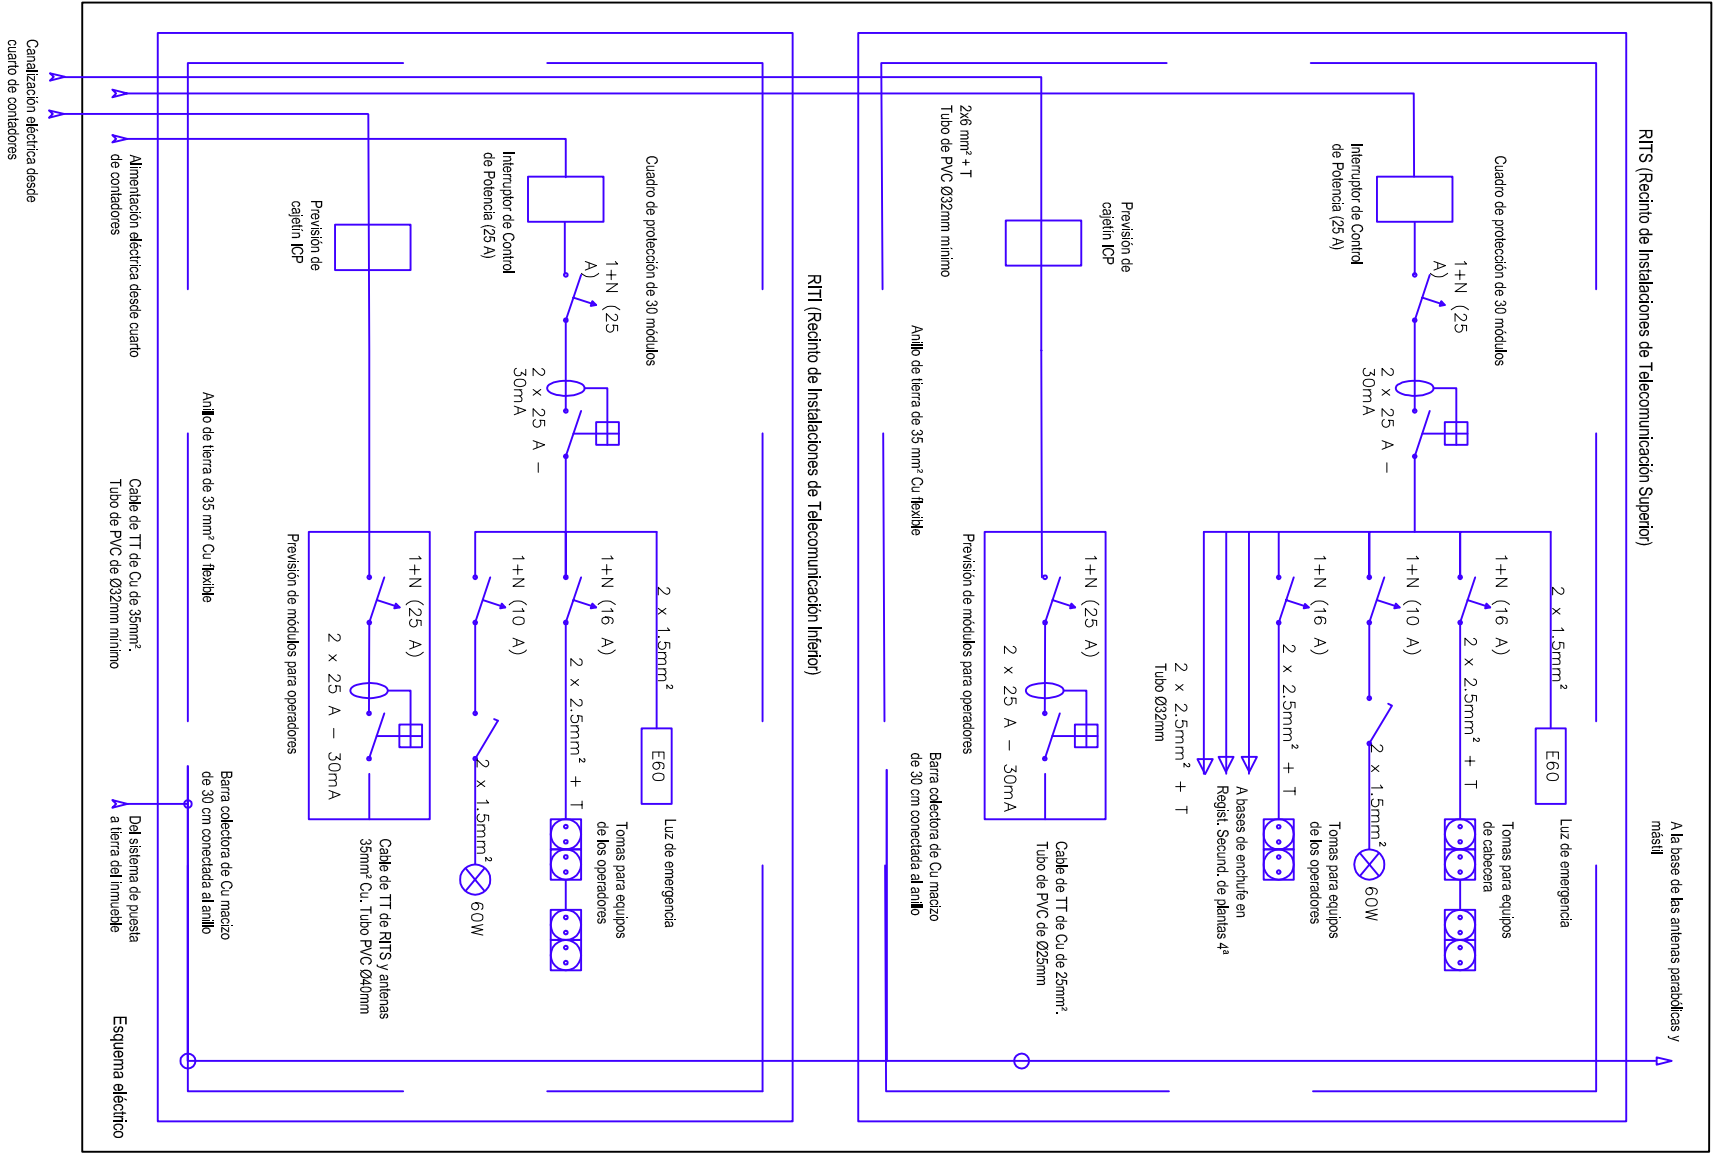 RITS (Recinto de Instalaciones de Telecomunicación Superior)
A la base de las antenas parabólicas y
mástil
Cuadro de protección de 30 módulos
Interruptor de Control
de Potencia (25 A)
1+N (25
A)
2 x 25 A –
30mA
2 x 1.5mm²
E60
Luz de emergencia
1+N (16 A)
2 x 2.5mm² + T
Tomas para equipos
de cabecera
1+N (10 A)
2 x 1.5mm²
60W
1+N (16 A)
2 x 2.5mm² + T
Tomas para equipos
de los operadores
A bases de enchufe en
Regist. Secund. de plantas 4ª
2 x 2.5mm² + T
Tubo Ø32mm
Previsión de
cajetín ICP
1+N (25 A)
2 x 25 A – 30mA
Previsión de módulos para operadores
Cable de TT de Cu de 25mm².
Tubo de PVC de Ø25mm
2x6 mm² + T
Tubo de PVC Ø32mm mínimo
Anillo de tierra de 35 mm² Cu flexible
Barra colectora de Cu macizo
de 30 cm conectada al anillo
RITI (Recinto de Instalaciones de Telecomunicación Inferior)
Cuadro de protección de 30 módulos
Interruptor de Control
de Potencia (25 A)
1+N (25
A)
2 x 25 A –
30mA
2 x 1.5mm²
E60
Luz de emergencia
1+N (16 A)
2 x 2.5mm² + T
Tomas para equipos
de los operadores
1+N (10 A)
2 x 1.5mm²
60W
Previsión de
cajetín ICP
1+N (25 A)
2 x 25 A – 30mA
Previsión de módulos para operadores
Cable de TT de RITS y antenas
35mm² Cu. Tubo PVC Ø40mm
Anillo de tierra de 35 mm² Cu flexible
Barra colectora de Cu macizo
de 30 cm conectada al anillo
Alimentación eléctrica desde cuarto
de contadores
Cable de TT de Cu de 35mm².
Tubo de PVC de Ø32mm mínimo
Del sistema de puesta
a tierra del inmueble
Esquema eléctrico
Canalización eléctrica desde
cuarto de contadores